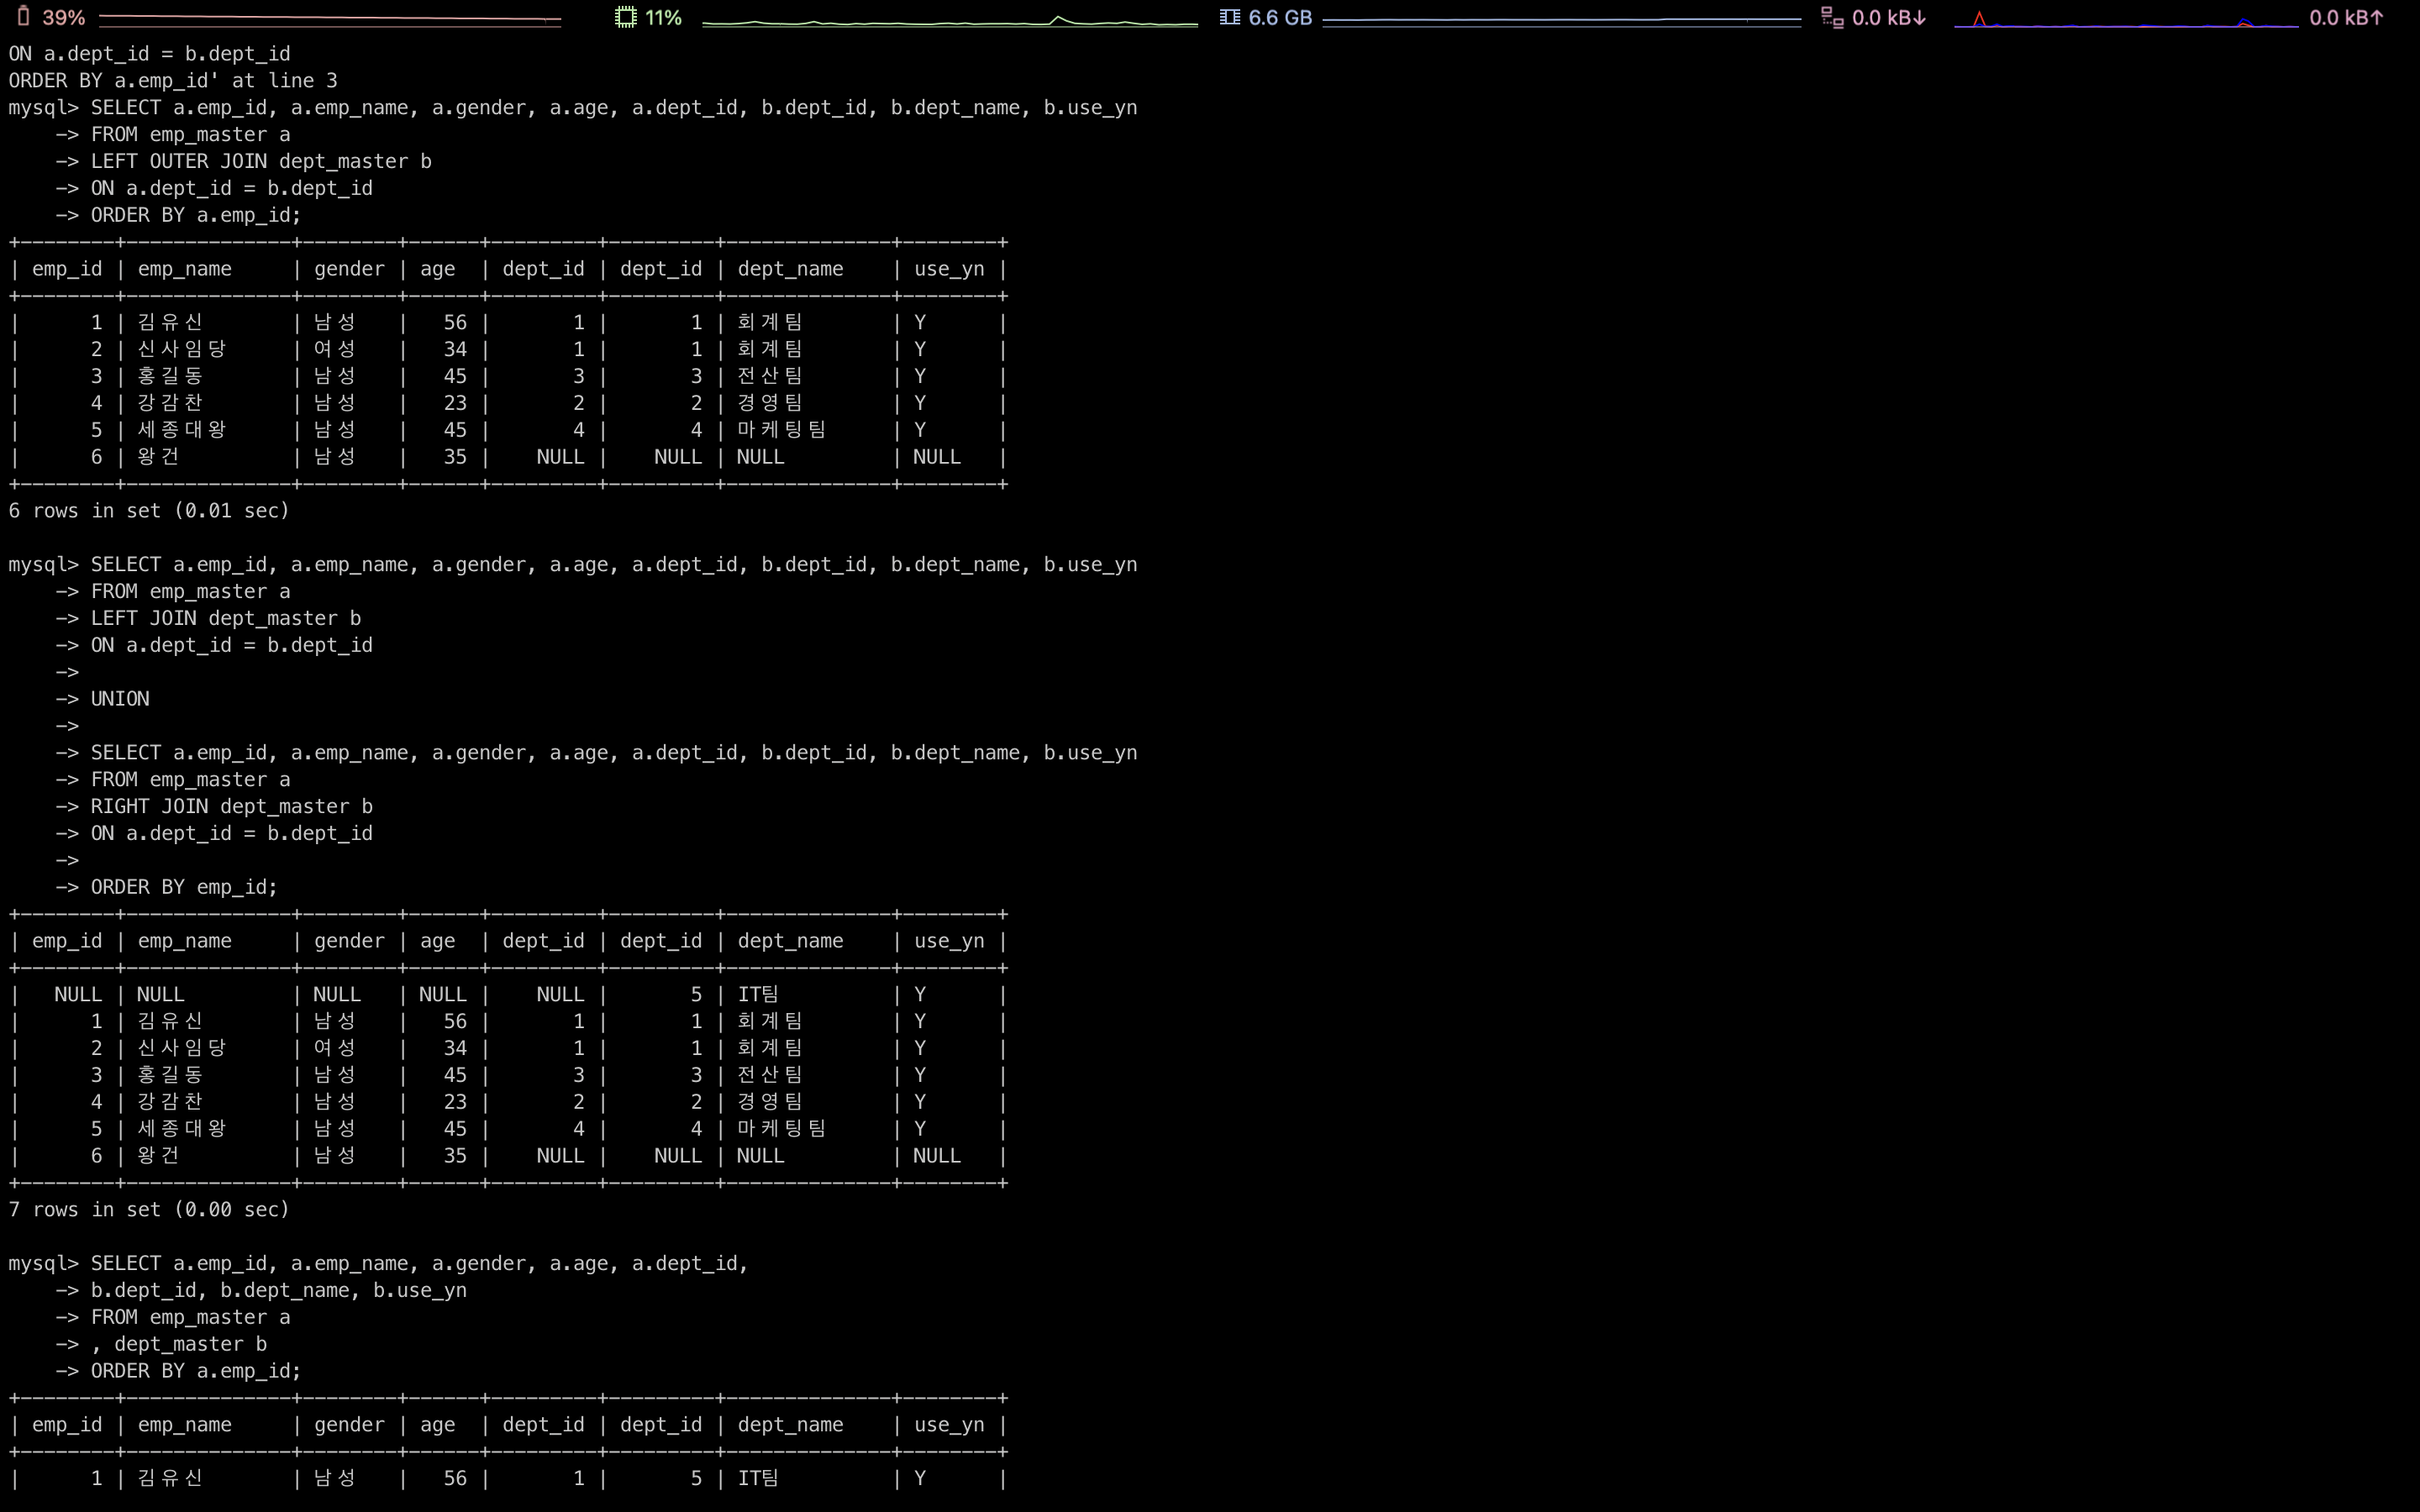 39% 11% 6.6 GB 0.0 kB↓ 0.0 kB↑
ON a.dept_id = b.dept_id
ORDER BY a.emp_id' at line 3
mysql> SELECT a.emp_id, a.emp_name, a.gender, a.age, a.dept_id, b.dept_id, b.dept_name, b.use_yn
    -> FROM emp_master a
    -> LEFT OUTER JOIN dept_master b
    -> ON a.dept_id = b.dept_id
    -> ORDER BY a.emp_id;
+--------+--------------+--------+------+---------+---------+--------------+--------+
| emp_id | emp_name     | gender | age  | dept_id | dept_id | dept_name    | use_yn |
+--------+--------------+--------+------+---------+---------+--------------+--------+
|      1 | 김유신       | 남성   |   56 |       1 |       1 | 회계팀       | Y      |
|      2 | 신사임당     | 여성   |   34 |       1 |       1 | 회계팀       | Y      |
|      3 | 홍길동       | 남성   |   45 |       3 |       3 | 전산팀       | Y      |
|      4 | 강감찬       | 남성   |   23 |       2 |       2 | 경영팀       | Y      |
|      5 | 세종대왕     | 남성   |   45 |       4 |       4 | 마케팅팀     | Y      |
|      6 | 왕건         | 남성   |   35 |    NULL |    NULL | NULL         | NULL   |
+--------+--------------+--------+------+---------+---------+--------------+--------+
6 rows in set (0.01 sec)

mysql> SELECT a.emp_id, a.emp_name, a.gender, a.age, a.dept_id, b.dept_id, b.dept_name, b.use_yn
    -> FROM emp_master a
    -> LEFT JOIN dept_master b
    -> ON a.dept_id = b.dept_id
    ->
    -> UNION
    ->
    -> SELECT a.emp_id, a.emp_name, a.gender, a.age, a.dept_id, b.dept_id, b.dept_name, b.use_yn
    -> FROM emp_master a
    -> RIGHT JOIN dept_master b
    -> ON a.dept_id = b.dept_id
    ->
    -> ORDER BY emp_id;
+--------+--------------+--------+------+---------+---------+--------------+--------+
| emp_id | emp_name     | gender | age  | dept_id | dept_id | dept_name    | use_yn |
+--------+--------------+--------+------+---------+---------+--------------+--------+
|   NULL | NULL         | NULL   | NULL |    NULL |       5 | IT팀         | Y      |
|      1 | 김유신       | 남성   |   56 |       1 |       1 | 회계팀       | Y      |
|      2 | 신사임당     | 여성   |   34 |       1 |       1 | 회계팀       | Y      |
|      3 | 홍길동       | 남성   |   45 |       3 |       3 | 전산팀       | Y      |
|      4 | 강감찬       | 남성   |   23 |       2 |       2 | 경영팀       | Y      |
|      5 | 세종대왕     | 남성   |   45 |       4 |       4 | 마케팅팀     | Y      |
|      6 | 왕건         | 남성   |   35 |    NULL |    NULL | NULL         | NULL   |
+--------+--------------+--------+------+---------+---------+--------------+--------+
7 rows in set (0.00 sec)

mysql> SELECT a.emp_id, a.emp_name, a.gender, a.age, a.dept_id,
    -> b.dept_id, b.dept_name, b.use_yn
    -> FROM emp_master a
    -> , dept_master b
    -> ORDER BY a.emp_id;
+--------+--------------+--------+------+---------+---------+--------------+--------+
| emp_id | emp_name     | gender | age  | dept_id | dept_id | dept_name    | use_yn |
+--------+--------------+--------+------+---------+---------+--------------+--------+
|      1 | 김유신       | 남성   |   56 |       1 |       5 | IT팀         | Y      |